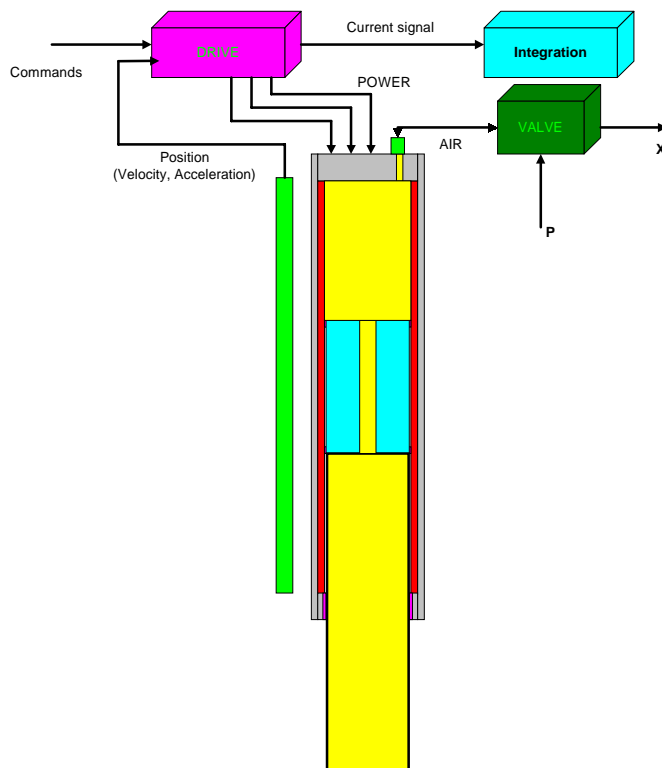 Current signal
DRIVE
Integration
Commands
POWER
VALVE
AIR
X
Position
(Velocity, Acceleration)
P